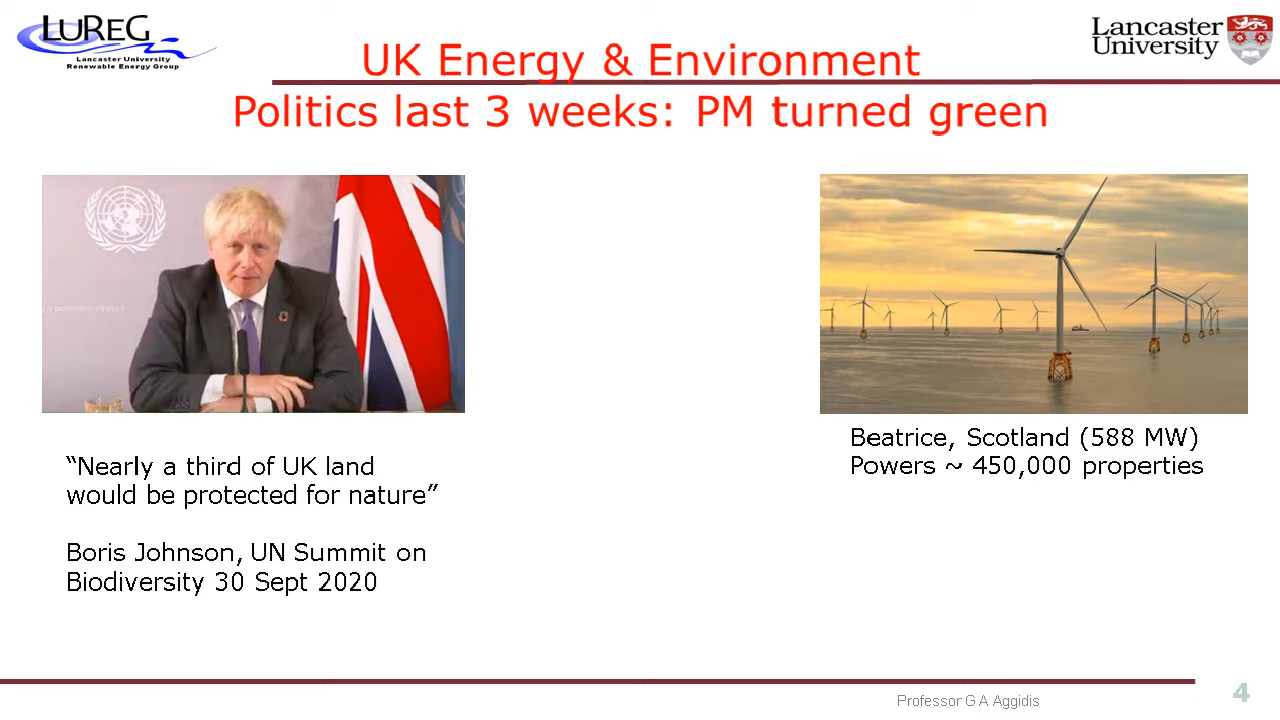 LUREG
Lancaster University
Renewable Energy Group
Lancaster
University
UK Energy & Environment
Politics last 3 weeks: PM turned green
“Nearly a third of UK land
would be protected for nature”
Boris Johnson, UN Summit on
Biodiversity 30 Sept 2020
Beatrice, Scotland (588 MW)
Powers ~ 450,000 properties
Professor G A Aggidis
4